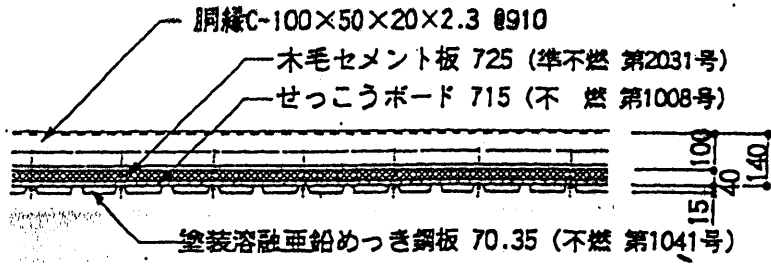 胴縁C-100×50×20×2.3 @910
木毛セメント板 725 (準不燃 第2031号)
せっこうボード 715 (不 燃 第1008号)
100
140
40
15
塗装溶融亜鉛めっき鋼板 70.35 (不燃 第1041号)